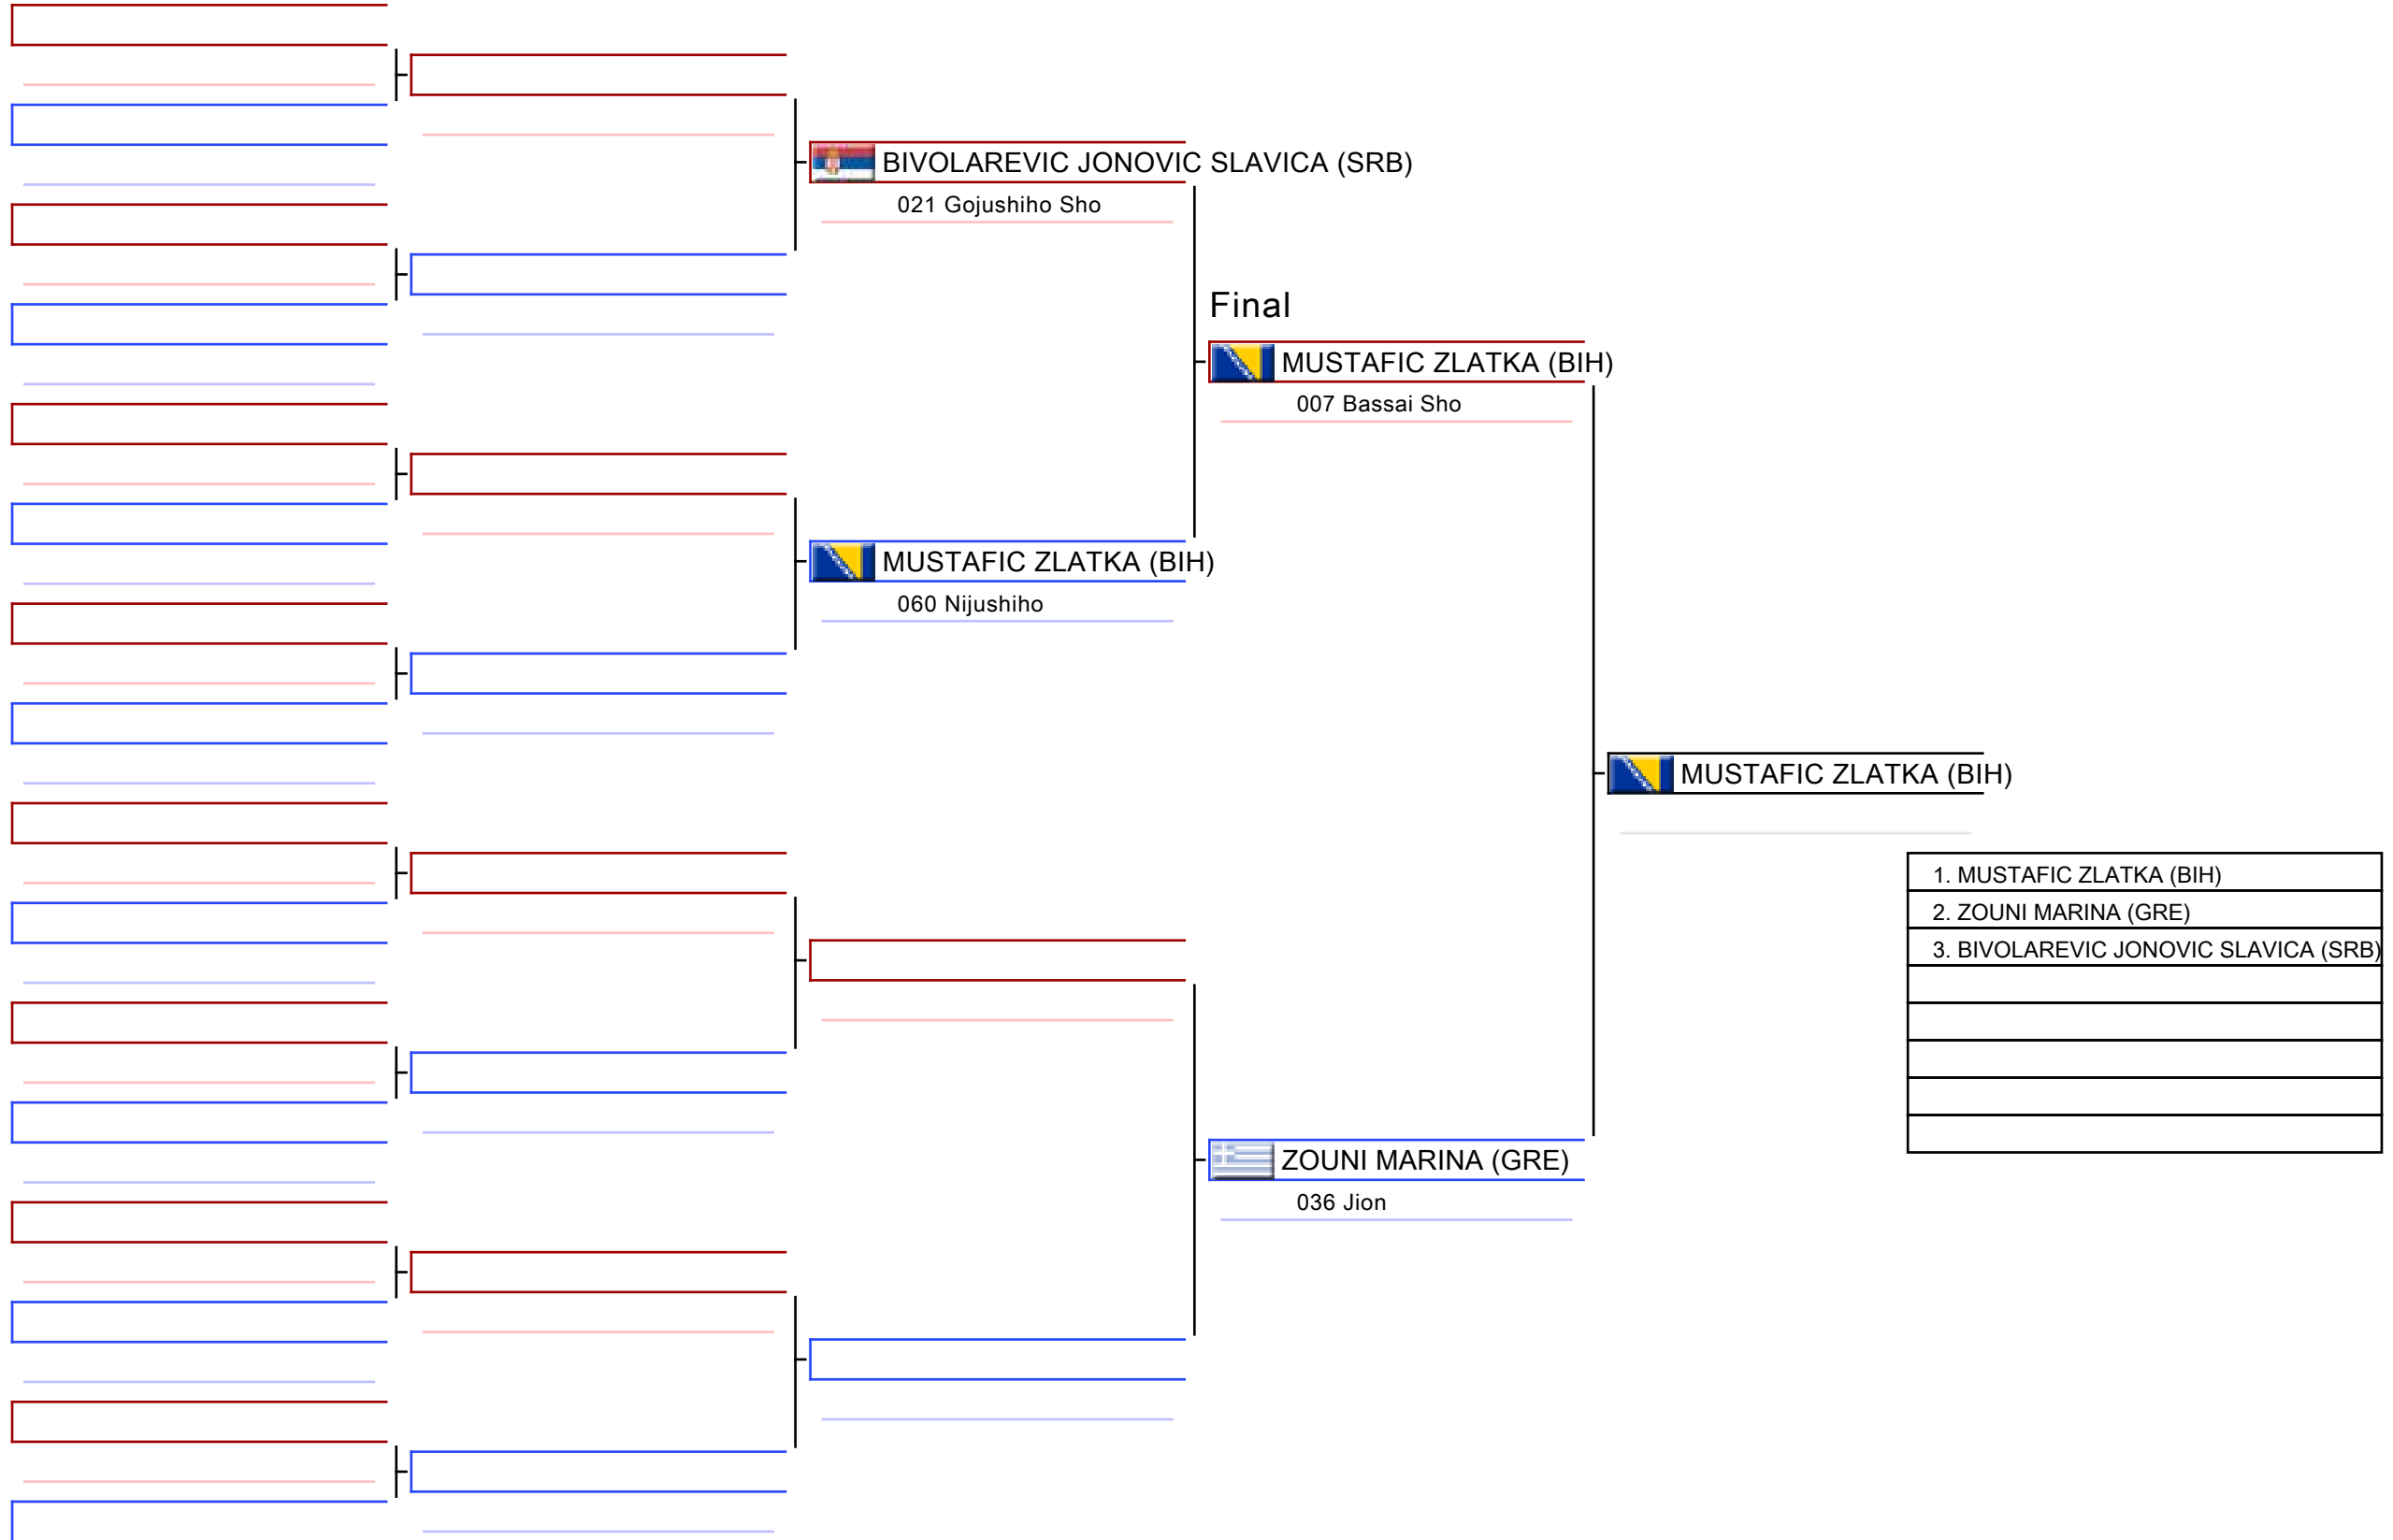 BIVOLAREVIC JONOVIC SLAVICA (SRB)
021 Gojushiho Sho
Final
MUSTAFIC ZLATKA (BIH)
007 Bassai Sho
MUSTAFIC ZLATKA (BIH)
060 Nijushiho
MUSTAFIC ZLATKA (BIH)
1. MUSTAFIC ZLATKA (BIH)
2. ZOUNI MARINA (GRE)
3. BIVOLAREVIC JONOVIC SLAVICA (SRB)
ZOUNI MARINA (GRE)
036 Jion